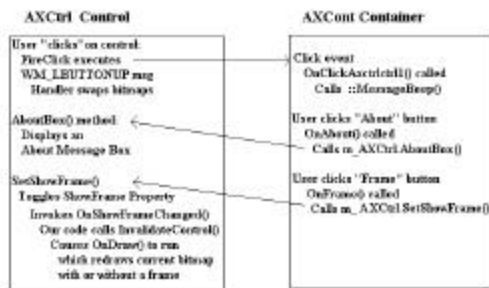 AXCtrl Control
User "clicks" on control:
FireClick executes
WM_LBUTTONUP msg
Handler swaps bitmaps
AboutBox() method:
Displays an
About Message Box
SetShowFrame()
Toggles ShowFrame Property
Invokes OnShowFrameChanged()
Our code calls InvalidateControl()
Causes OnDraw() to run
which redraws current bitmap
with or without a frame
AXCont Container
Click event
OnClickAxctrlctrl1() called
Calls ::MessageBeep()
User clicks "About" button
OnAbout() called
Calls m_AXCtrl.AboutBox()
User clicks "Frame" button
OnFrame() called
Calls m_AXCtrl.SetShowFrame()